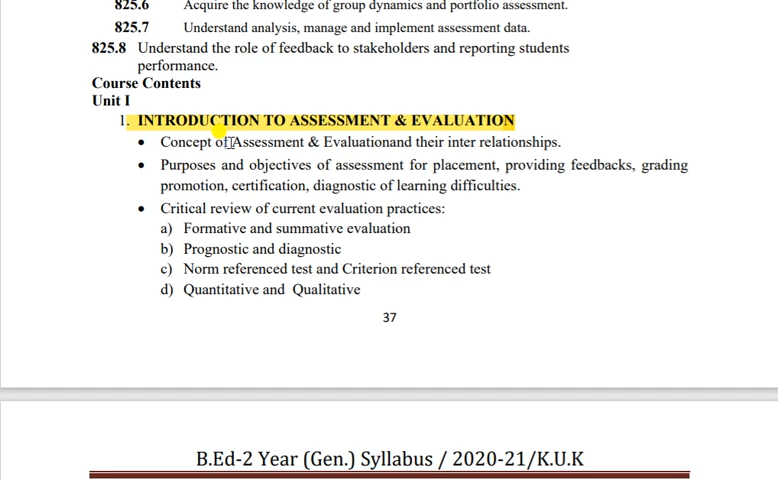 825.6 Acquire the knowledge of group dynamics and portfolio assessment.
825.7 Understand analysis, manage and implement assessment data.
825.8 Understand the role of feedback to stakeholders and reporting students
performance.
Course Contents
Unit I
1. INTRODUCTION TO ASSESSMENT & EVALUATION
• Concept of Assessment & Evaluationand their inter relationships.
• Purposes and objectives of assessment for placement, providing feedbacks, grading
promotion, certification, diagnostic of learning difficulties.
• Critical review of current evaluation practices:
a) Formative and summative evaluation
b) Prognostic and diagnostic
c) Norm referenced test and Criterion referenced test
d) Quantitative and Qualitative
37
B.Ed-2 Year (Gen.) Syllabus / 2020-21/K.U.K